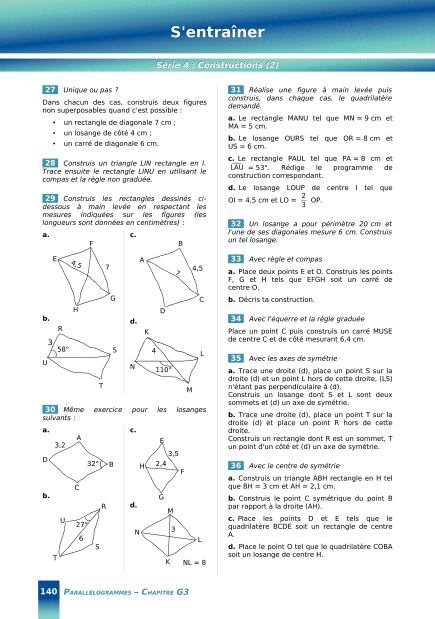 S'entraîner
Série 4 : Constructions (2)
27 Unique ou pas ?
Dans chacun des cas, construis deux figures
non superposables quand c'est possible :
• un rectangle de diagonale 7 cm ;
• un losange de côté 4 cm ;
• un carré de diagonale 6 cm.
28 Construis un triangle LIN rectangle en I.
Trace ensuite le rectangle LINU en utilisant le
compas et la règle non graduée.
29 Construis les rectangles dessinés ci-
dessous à main levée en respectant les
mesures indiquées sur les figures (les
longueurs sont données en centimètres) :
a.
F
E
4,5
7
G
H
c.
B
A
4,5
7
C
D
b.
R
3
58°
S
U
T
d.
K
4
L
N
110°
M
30 Même exercice pour les losanges
suivants :
a.
A
3,2
D
32°
B
C
c.
E
3,5
H
2,4
F
G
b.
R
U
27°
6
S
T
d.
M
N
3
L
K
NL = 8
31 Réalise une figure à main levée puis
construis, dans chaque cas, le quadrilatère
demandé.
a. Le rectangle MANU tel que MN = 9 cm et
MA = 5 cm.
b. Le losange OURS tel que OR = 8 cm et
US = 6 cm.
c. Le rectangle PAUL tel que PA = 8 cm et
LAU = 53°. Rédige le programme de
construction correspondant.
d. Le losange LOUP de centre I tel que
OI = 4,5 cm et LO = 2/3 OP.
32 Un losange a pour périmètre 20 cm et
l'une de ses diagonales mesure 6 cm. Construis
un tel losange.
33 Avec règle et compas
a. Place deux points E et O. Construis les points
F, G et H tels que EFGH soit un carré de
centre O.
b. Décris ta construction.
34 Avec l'équerre et la règle graduée
Place un point C puis construis un carré MUSE
de centre C et de côté mesurant 6,4 cm.
35 Avec les axes de symétrie
a. Trace une droite (d), place un point S sur la
droite (d) et un point L hors de cette droite, (LS)
n'étant pas perpendiculaire à (d).
Construis un losange dont S et L sont deux
sommets et (d) un axe de symétrie.
b. Trace une droite (d), place un point T sur la
droite (d) et place un point R hors de cette
droite.
Construis un rectangle dont R est un sommet, T
un point d'un côté et (d) un axe de symétrie.
36 Avec le centre de symétrie
a. Construis un triangle ABH rectangle en H tel
que BH = 3 cm et AH = 2,1 cm.
b. Construis le point C symétrique du point B
par rapport à la droite (AH).
c. Place les points D et E tels que le
quadrilatère BCDE soit un rectangle de centre
A.
d. Place le point O tel que le quadrilatère COBA
soit un losange de centre H.
140 PARALLÉLOGRAMMES – CHAPITRE G3